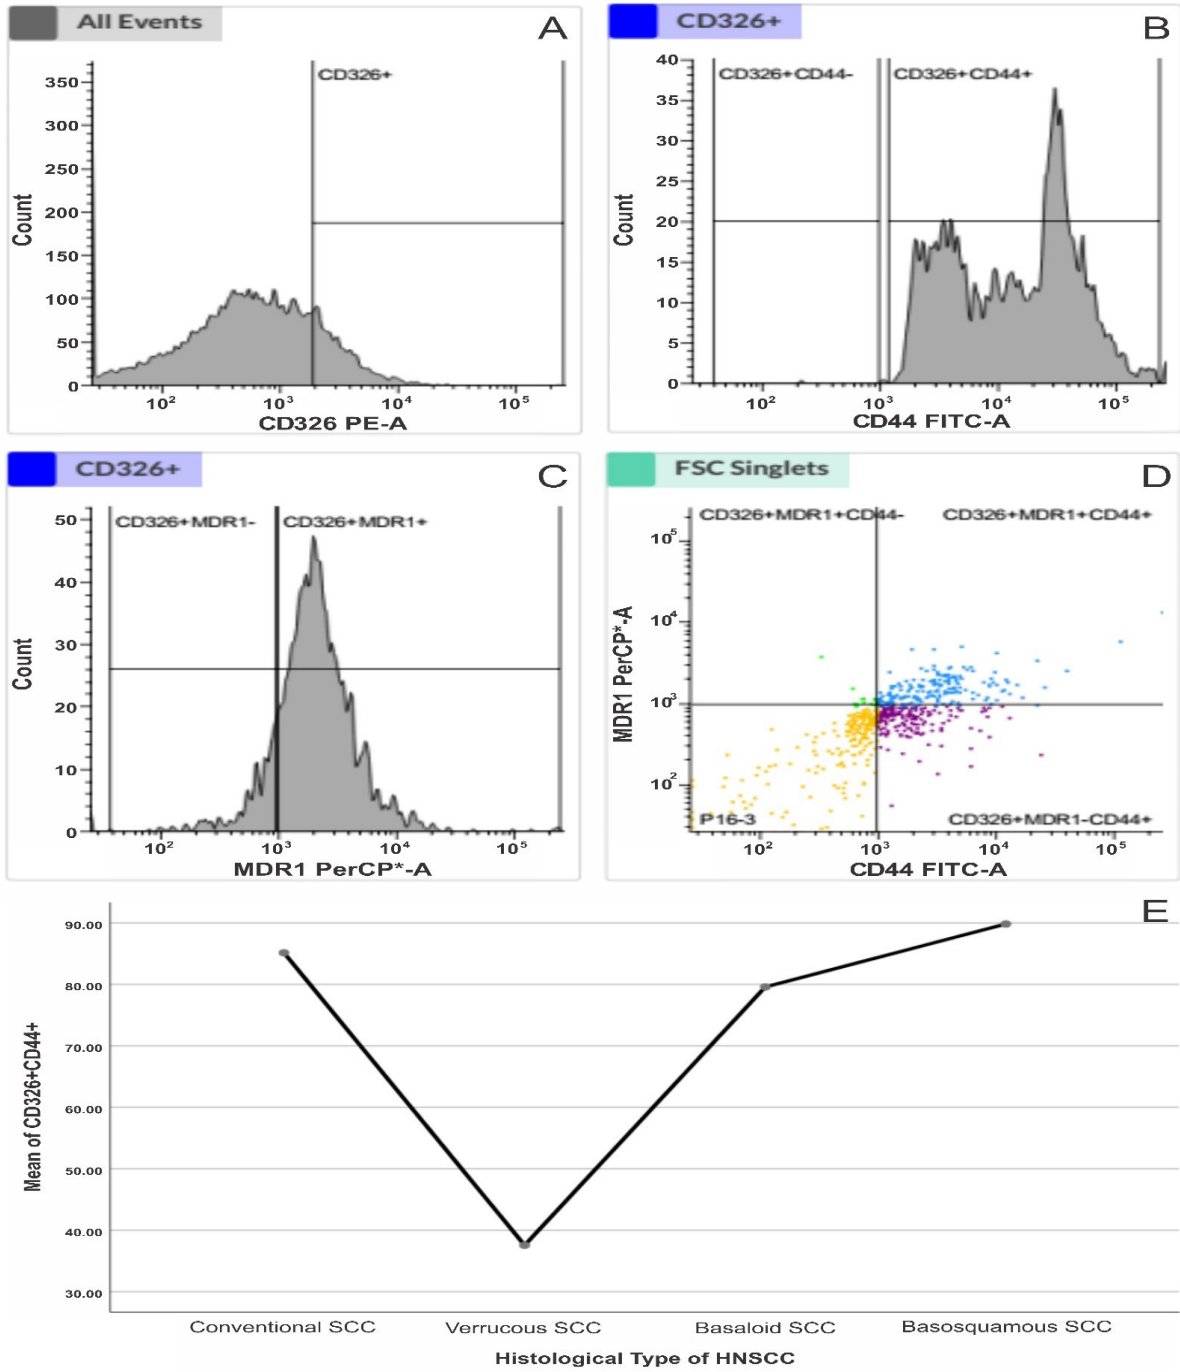 All Events
A
CD326+
350
300
250
200
150
100
50
0
Count
10²
10³
10⁴
10⁵
CD326 PE-A
CD326+
B
CD326+CD44-
CD326+CD44+
40
35
30
25
20
15
10
5
0
Count
10²
10³
10⁴
10⁵
CD44 FITC-A
CD326+
C
CD326+MDR1-
CD326+MDR1+
50
40
30
20
10
0
Count
10²
10³
10⁴
10⁵
MDR1 PerCP*-A
FSC Singlets
D
CD326+MDR1+CD44-
CD326+MDR1+CD44+
10⁵
10⁴
10³
10²
MDR1 PerCP*-A
P16-3
CD326+MDR1-CD44+
10²
10³
10⁴
10⁵
CD44 FITC-A
E
90.00
80.00
70.00
60.00
50.00
40.00
30.00
Mean of CD326+CD44+
Conventional SCC
Verrucous SCC
Basaloid SCC
Basosquamous SCC
Histological Type of HNSCC